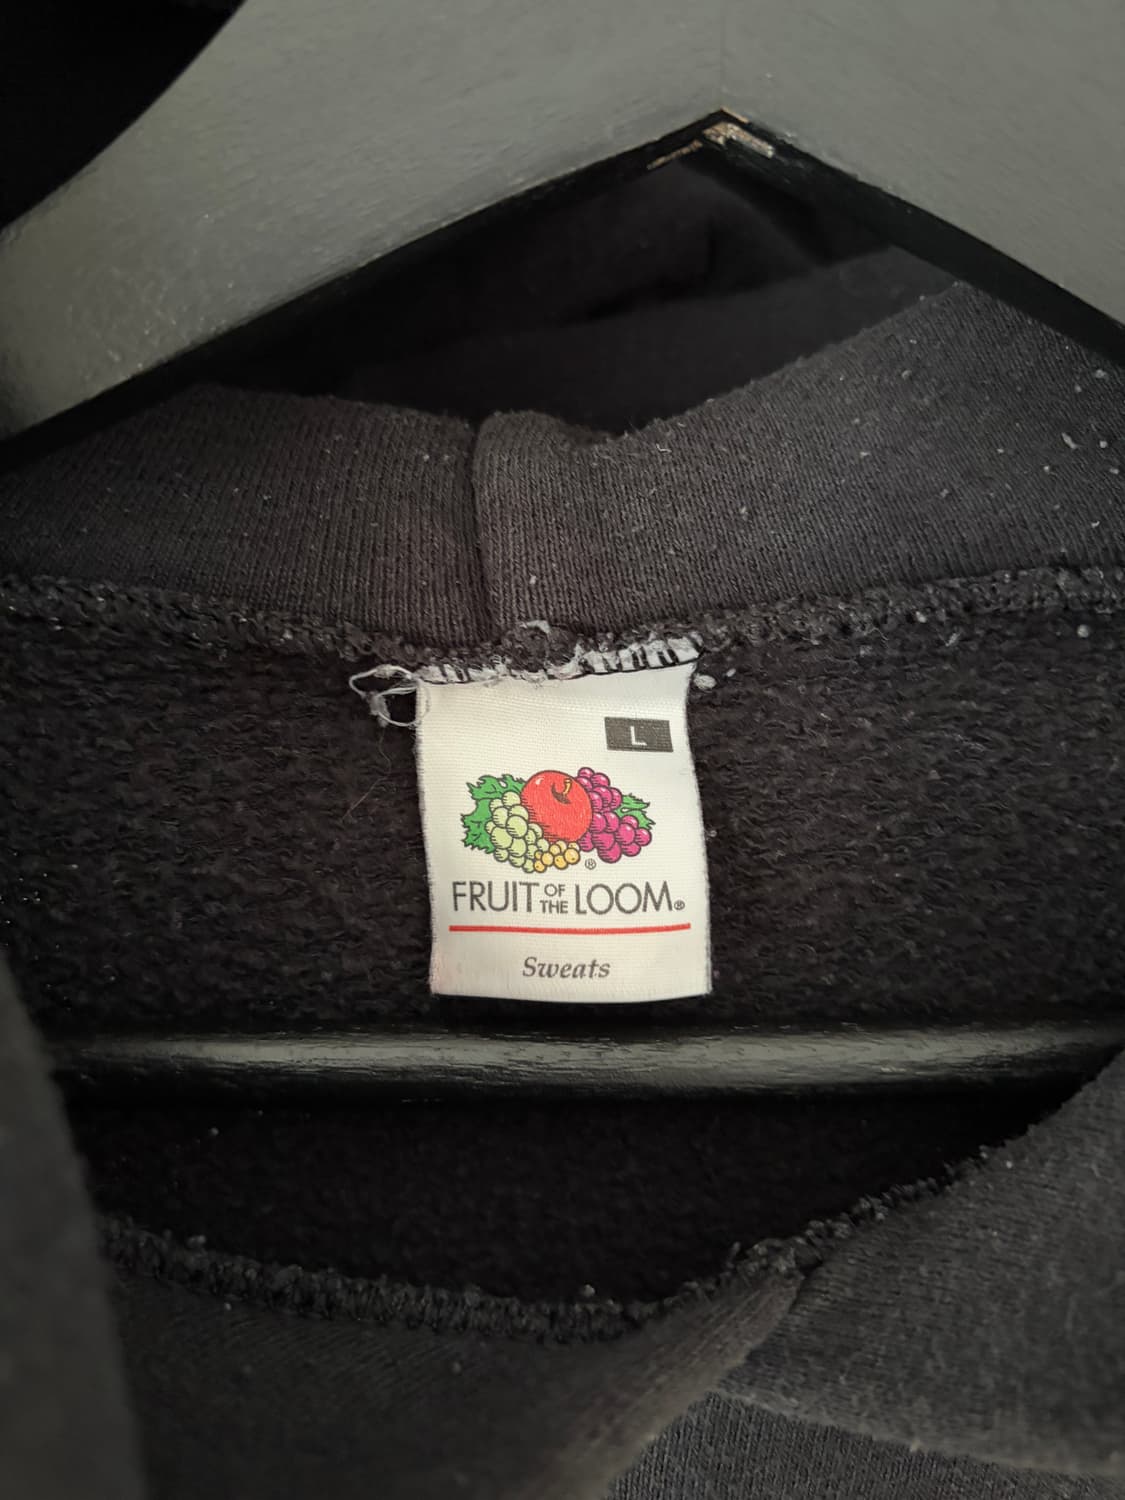 L
®
FRUIT OF THE LOOM®
Sweats